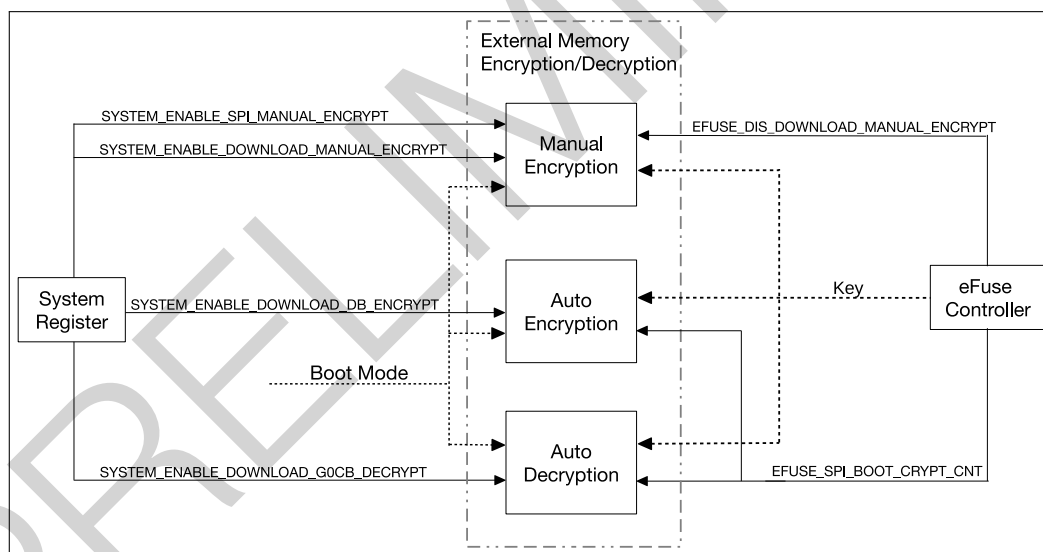 External Memory
Encryption/Decryption
SYSTEM_ENABLE_SPI_MANUAL_ENCRYPT
EFUSE_DIS_DOWNLOAD_MANUAL_ENCRYPT
SYSTEM_ENABLE_DOWNLOAD_MANUAL_ENCRYPT
Manual
Encryption
System
Register
SYSTEM_ENABLE_DOWNLOAD_DB_ENCRYPT
Auto
Encryption
Key
eFuse
Controller
Boot Mode
SYSTEM_ENABLE_DOWNLOAD_G0CB_DECRYPT
Auto
Decryption
EFUSE_SPI_BOOT_CRYPT_CNT
PRELIMI